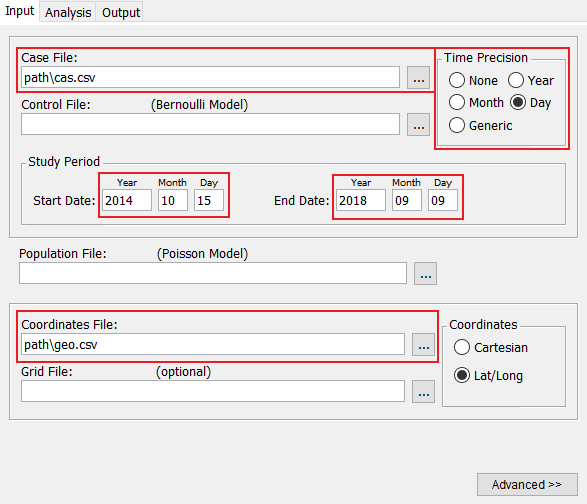 Input Analysis Output
Case File:
path\cas.csv ...
Control File: (Bernoulli Model)
...
Time Precision
None Year
Month Day
Generic
Study Period
Year Month Day Year Month Day
Start Date: 2014 10 15 End Date: 2018 09 09
Population File: (Poisson Model)
...
Coordinates File:
path\geo.csv ...
Grid File: (optional)
...
Coordinates
Cartesian
Lat/Long
Advanced >>